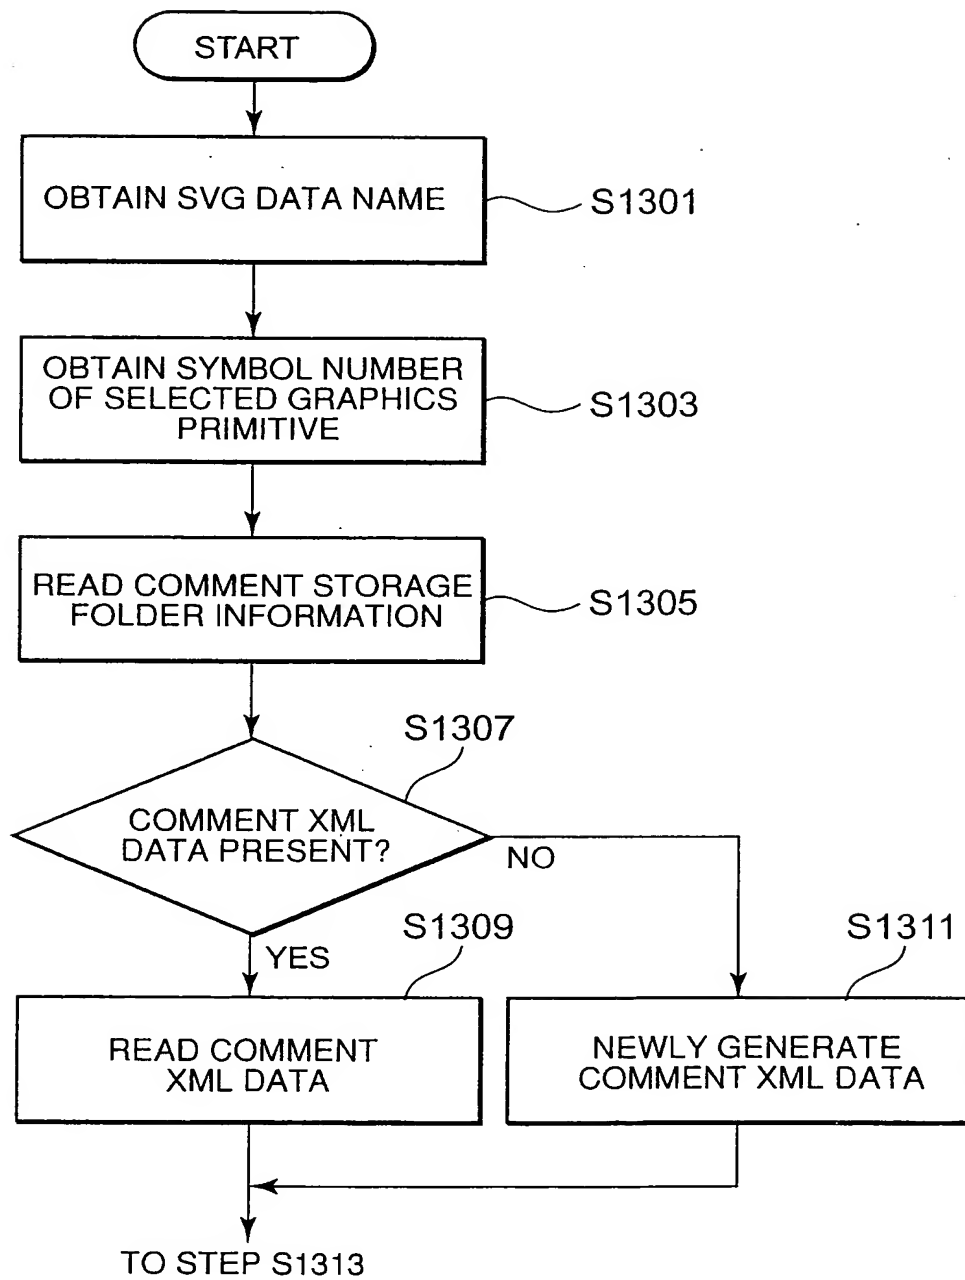 START
OBTAIN SVG DATA NAME
S1301
OBTAIN SYMBOL NUMBER
OF SELECTED GRAPHICS
PRIMITIVE
S1303
READ COMMENT STORAGE
FOLDER INFORMATION
S1305
S1307
COMMENT XML
DATA PRESENT?
NO
YES
S1309
S1311
READ COMMENT
XML DATA
NEWLY GENERATE
COMMENT XML DATA
TO STEP S1313